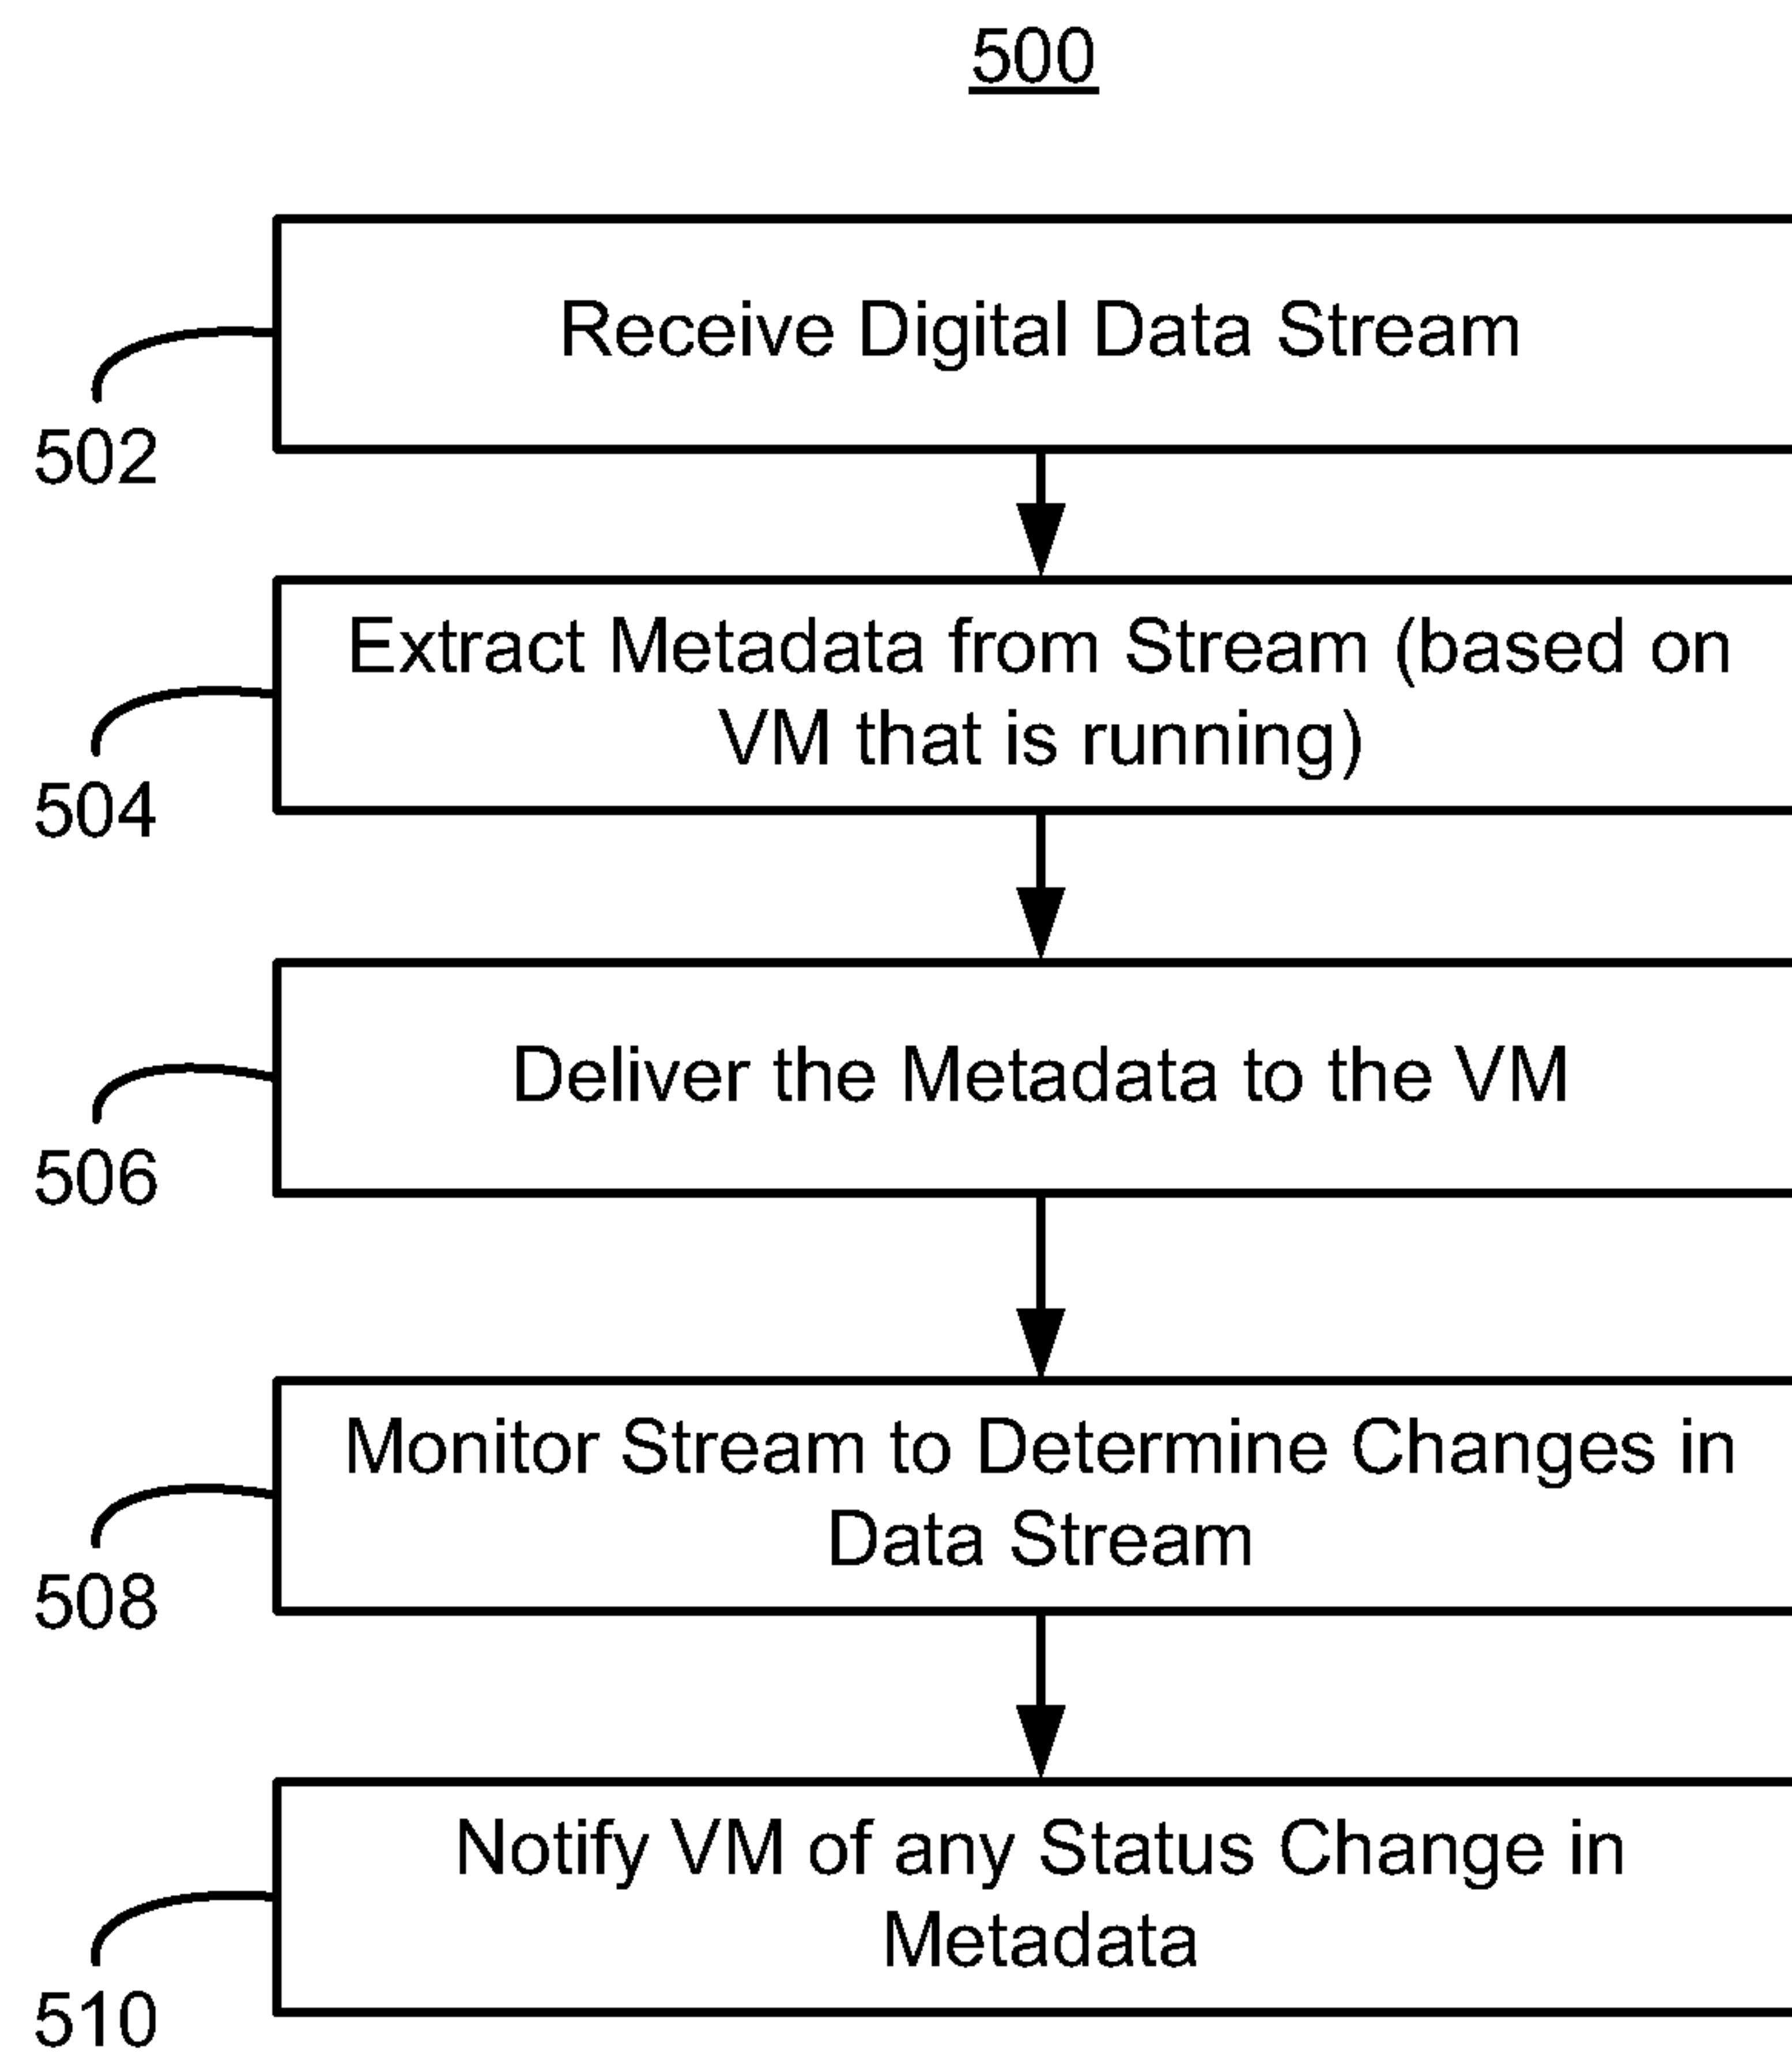 500
Receive Digital Data Stream
502
Extract Metadata from Stream (based on
VM that is running)
504
Deliver the Metadata to the VM
506
Monitor Stream to Determine Changes in
Data Stream
508
Notify VM of any Status Change in
Metadata
510